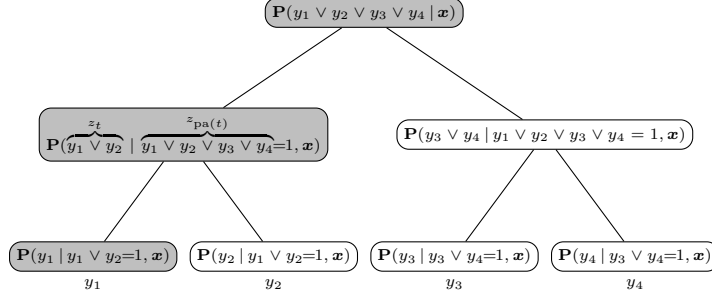 P(y₁ ∨ y₂ ∨ y₃ ∨ y₄ | x)
z_t z_pa(t)
P(y₁ ∨ y₂ | y₁ ∨ y₂ ∨ y₃ ∨ y₄=1, x)
P(y₃ ∨ y₄ | y₁ ∨ y₂ ∨ y₃ ∨ y₄ = 1, x)
P(y₁ | y₁ ∨ y₂=1, x)
P(y₂ | y₁ ∨ y₂=1, x)
P(y₃ | y₃ ∨ y₄=1, x)
P(y₄ | y₃ ∨ y₄=1, x)
y₁
y₂
y₃
y₄